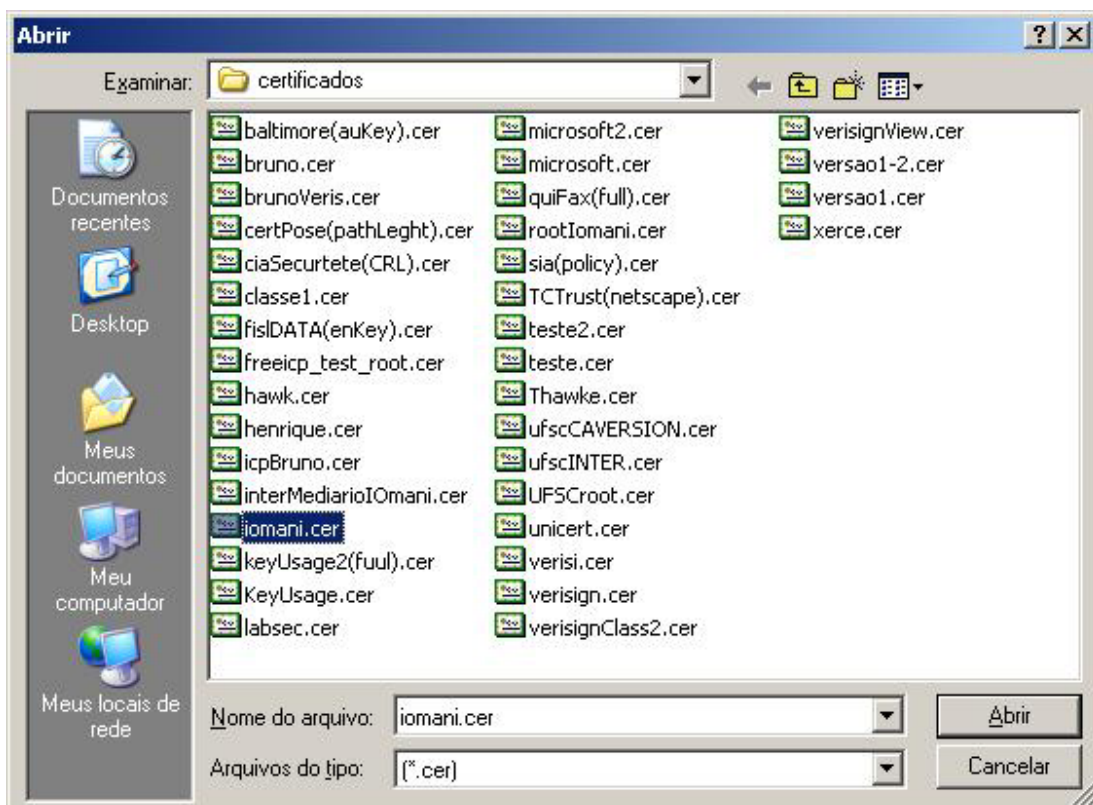 Abrir
Examinar:
certificados
Documentos
recentes
Desktop
Meus
documentos
Meu
computador
Meus locais de
rede
baltimore(auKey).cer
bruno.cer
brunoVeris.cer
certPose(pathLeght).cer
ciaSecurtete(CRL).cer
classe1.cer
fislDATA(enKey).cer
freeicp_test_root.cer
hawk.cer
henrique.cer
icpBruno.cer
interMediarioIOmani.cer
iomani.cer
keyUsage2(fuul).cer
KeyUsage.cer
labsec.cer
microsoft2.cer
microsoft.cer
quiFax(full).cer
rootIomani.cer
sia(policy).cer
TCTrust(netscape).cer
teste2.cer
teste.cer
Thawke.cer
ufscCAVERSION.cer
ufscINTER.cer
UFSCroot.cer
unicert.cer
verisi.cer
verisign.cer
verisignClass2.cer
verisignView.cer
versao1-2.cer
versao1.cer
xerce.cer
Nome do arquivo:
iomani.cer
Abrir
Arquivos do tipo:
(*.cer)
Cancelar